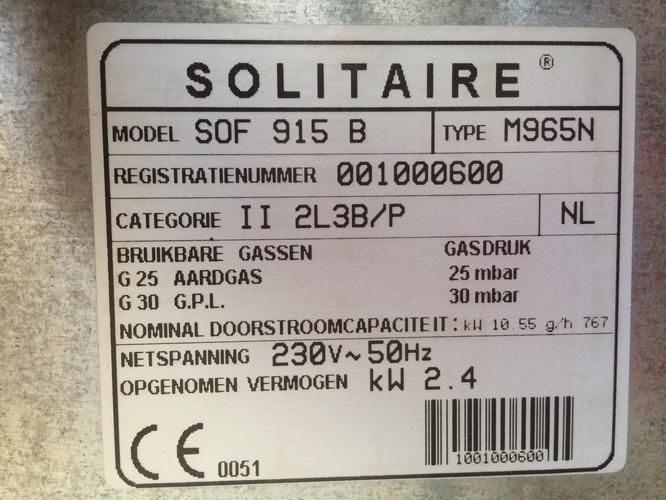 SOLITAIRE ®
MODEL SOF 915 B TYPE M965N
REGISTRATIENUMMER 001000600
CATEGORIE II 2L3B/P NL
BRUIKBARE GASSEN GASDRUK
G 25 AARDGAS 25 mbar
G 30 G.P.L. 30 mbar
NOMINAL DOORSTROOMCAPACITEIT : kW 10.55 g/h 767
NETSPANNING 230V~50Hz
OPGENOMEN VERMOGEN kW 2.4
CE 0051
1001000600